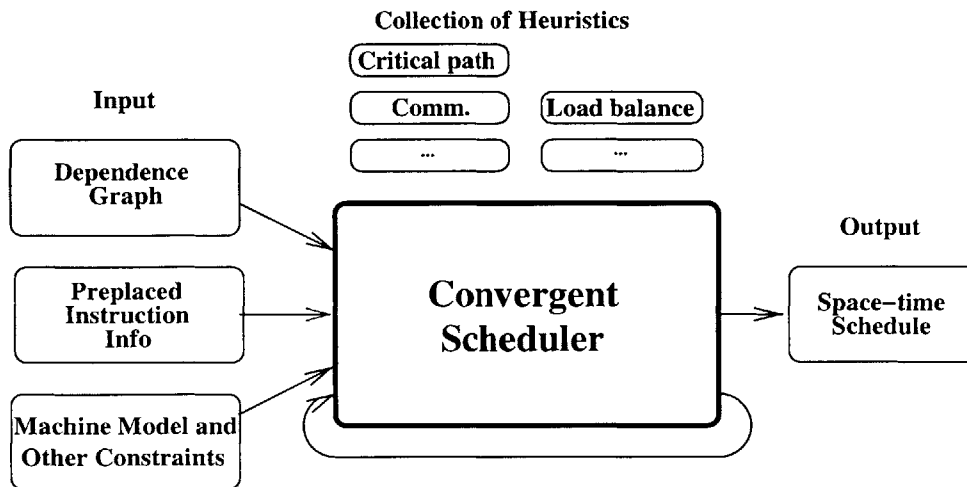 Collection of Heuristics
Critical path
Comm.
Load balance
...
...
Input
Dependence
Graph
Preplaced
Instruction
Info
Machine Model and
Other Constraints
Convergent
Scheduler
Output
Space-time
Schedule